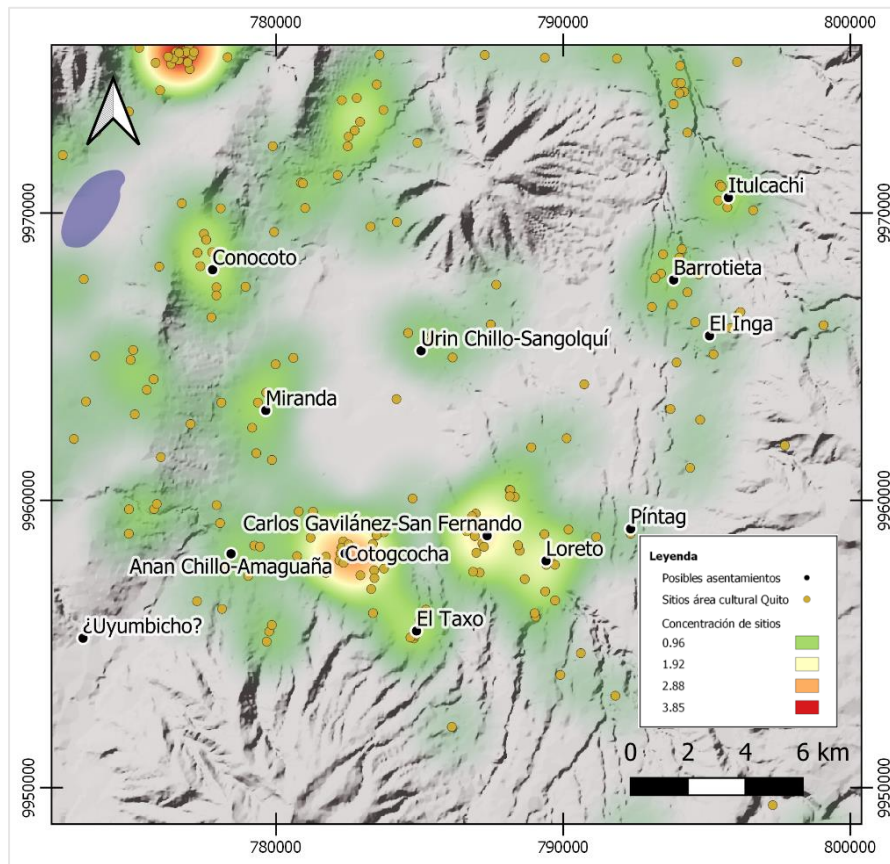 780000
790000
800000
9970000
9970000
Itulcachi
Conocoto
Barrotieta
El Inga
Urin Chillo-Sangolquí
Miranda
9960000
9960000
Carlos Gavilánez-San Fernando
Píntag
Cotogcocha
Loreto
Anan Chillo-Amaguaña
El Taxo
¿Uyumbicho?
Leyenda
Posibles asentamientos
Sitios área cultural Quito
Concentración de sitios
0.96
1.92
2.88
3.85
0 2 4 6 km
9950000
9950000
780000
790000
800000